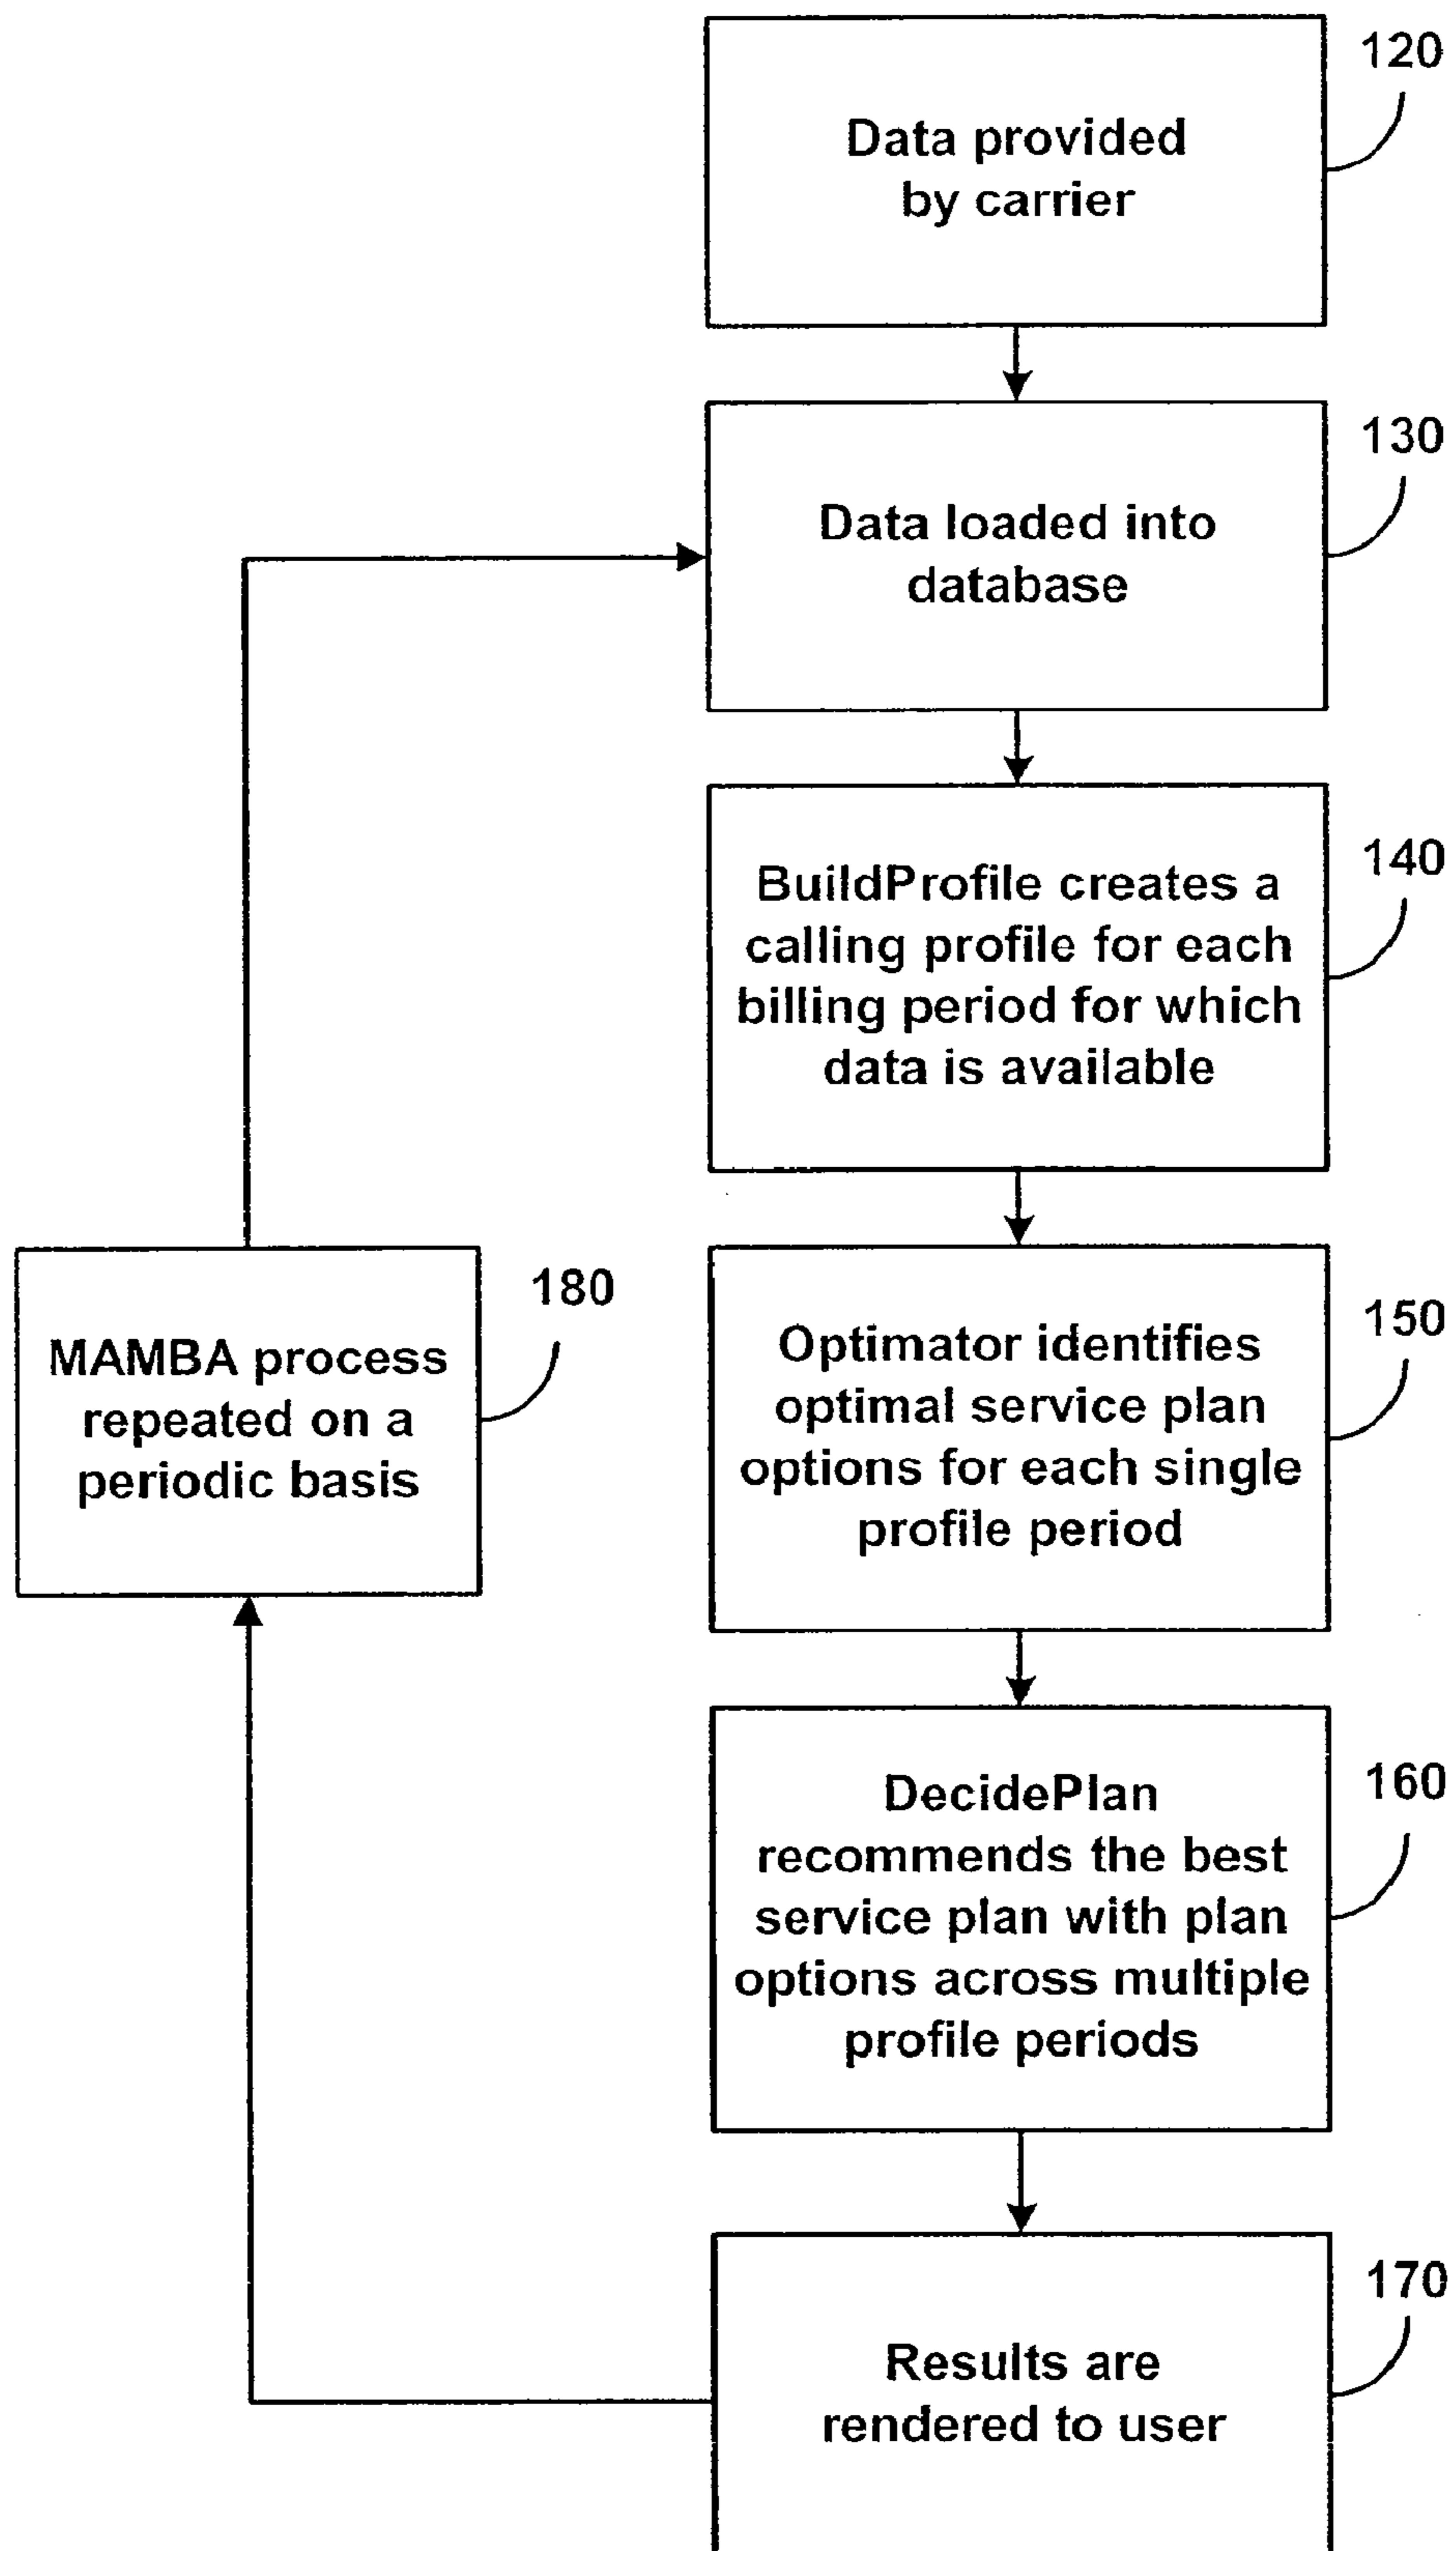 120
Data provided
by carrier
130
Data loaded into
database
140
BuildProfile creates a
calling profile for each
billing period for which
data is available
180
MAMBA process
repeated on a
periodic basis
150
Optimator identifies
optimal service plan
options for each single
profile period
160
DecidePlan
recommends the best
service plan with plan
options across multiple
profile periods
170
Results are
rendered to user